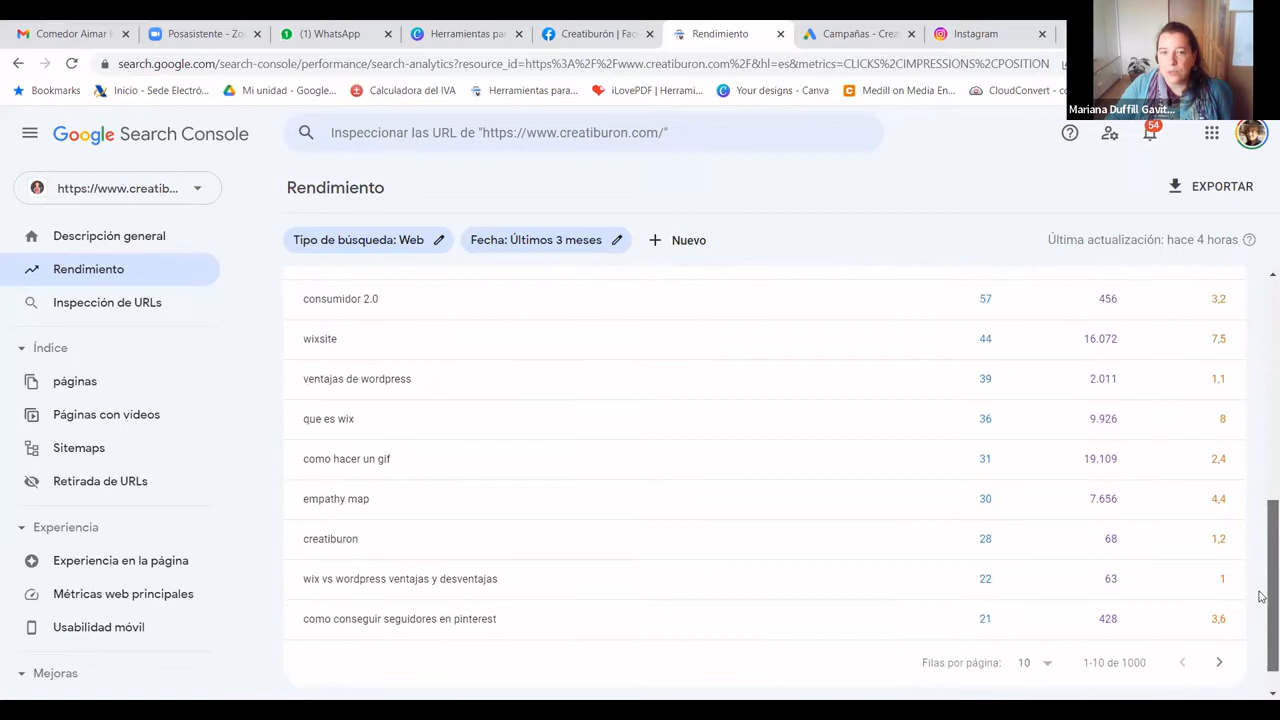 Comedor Aimar
Posasistente - Zo
(1) WhatsApp
Herramientas pa
Creatiburón | Fac
Rendimiento
Campañas - Crea
Instagram
search.google.com/search-console/performance/search-analytics?resource_id=https%3A%2F%2Fwww.creatiburon.com%2F&hl=es&metrics=CLICKS%2CIMPRESSIONS%2CPOSITION
Bookmarks
Inicio - Sede Electró...
Mi unidad - Google...
Calculadora del IVA
Herramientas para...
iLovePDF | Herrami...
Your designs - Canva
Medill on Media En...
CloudConvert - co
Mariana Duffill Gavit...
Google Search Console
Inspeccionar las URL de "https://www.creatiburon.com/"
54
https://www.creatib...
Rendimiento
EXPORTAR
Tipo de búsqueda: Web
Fecha: Últimos 3 meses
Nuevo
Última actualización: hace 4 horas
Descripción general
Rendimiento
Inspección de URLs
Índice
páginas
Páginas con vídeos
Sitemaps
Retirada de URLs
Experiencia
Experiencia en la página
Métricas web principales
Usabilidad móvil
Mejoras
consumidor 2.0 57 456 3,2
wixsite 44 16.072 7,5
ventajas de wordpress 39 2.011 1,1
que es wix 36 9.926 8
como hacer un gif 31 19.109 2,4
empathy map 30 7.656 4,4
creatiburon 28 68 1,2
wix vs wordpress ventajas y desventajas 22 63 1
como conseguir seguidores en pinterest 21 428 3,6
Filas por página: 10 1-10 de 1000